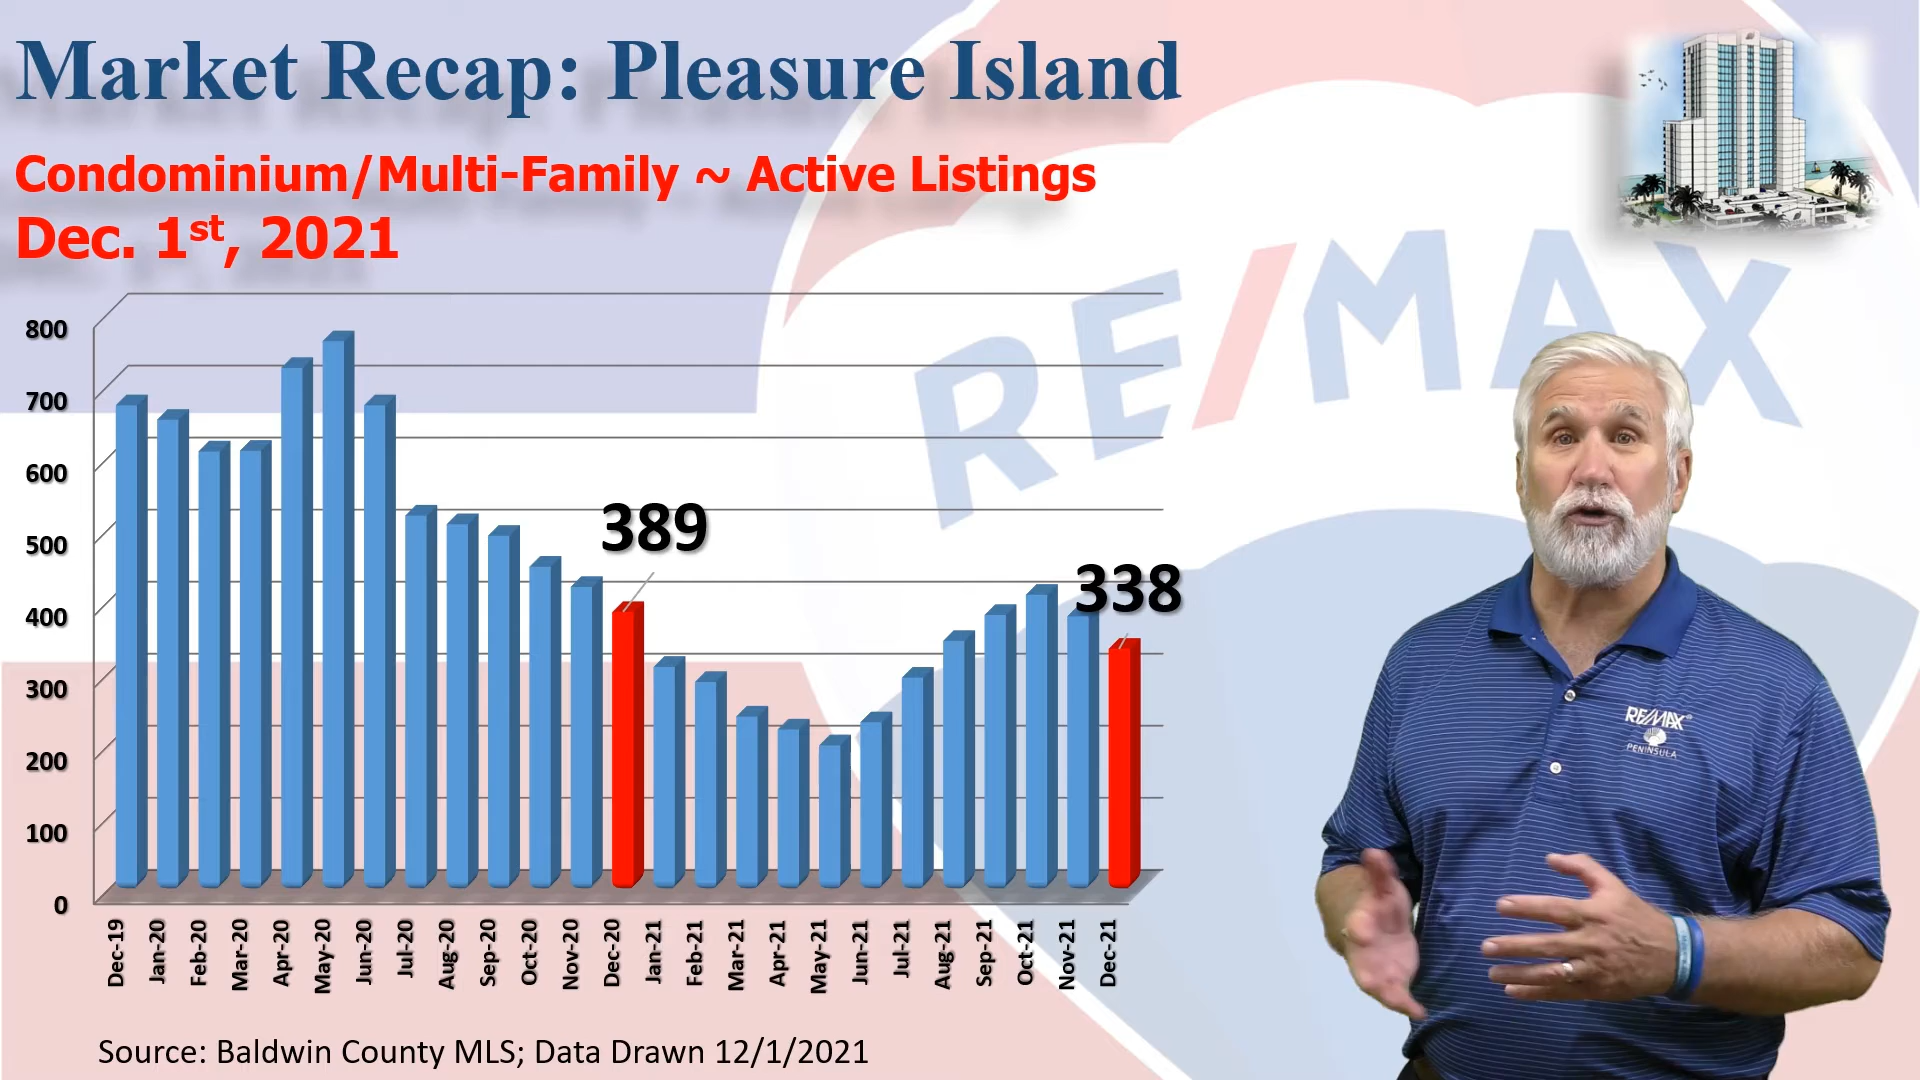 Market Recap: Pleasure Island
Condominium/Multi-Family ~ Active Listings
Dec. 1st, 2021
RE/MAX
800
700
600
500
400
300
200
100
0
389
338
Dec-19 Jan-20 Feb-20 Mar-20 Apr-20 May-20 Jun-20 Jul-20 Aug-20 Sep-20 Oct-20 Nov-20 Dec-20 Jan-21 Feb-21 Mar-21 Apr-21 May-21 Jun-21 Jul-21 Aug-21 Sep-21 Oct-21 Nov-21 Dec-21
Source: Baldwin County MLS; Data Drawn 12/1/2021
RE/MAX®
PENINSULA